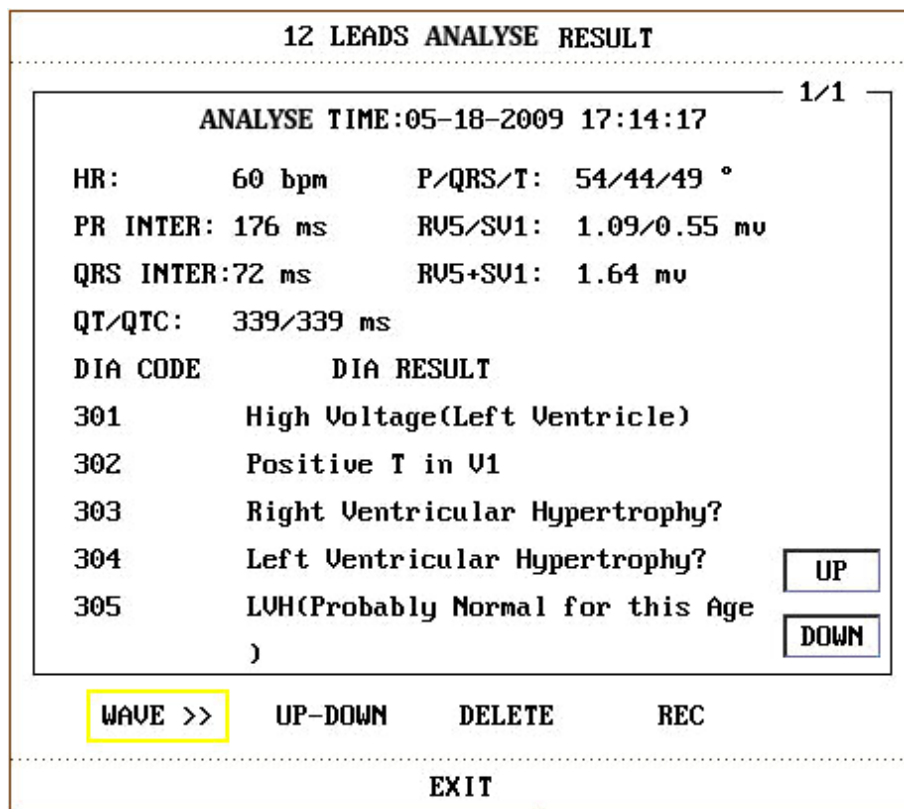 12 LEADS ANALYSE RESULT
1/1
ANALYSE TIME:05-18-2009 17:14:17
HR: 60 bpm P/QRS/T: 54/44/49 °
PR INTER: 176 ms RV5/SV1: 1.09/0.55 mv
QRS INTER:72 ms RV5+SV1: 1.64 mv
QT/QTC: 339/339 ms
DIA CODE DIA RESULT
301 High Voltage(Left Ventricle)
302 Positive T in V1
303 Right Ventricular Hypertrophy?
304 Left Ventricular Hypertrophy?
UP
305 LVH(Probably Normal for this Age
)
DOWN
WAVE >> UP-DOWN DELETE REC
EXIT